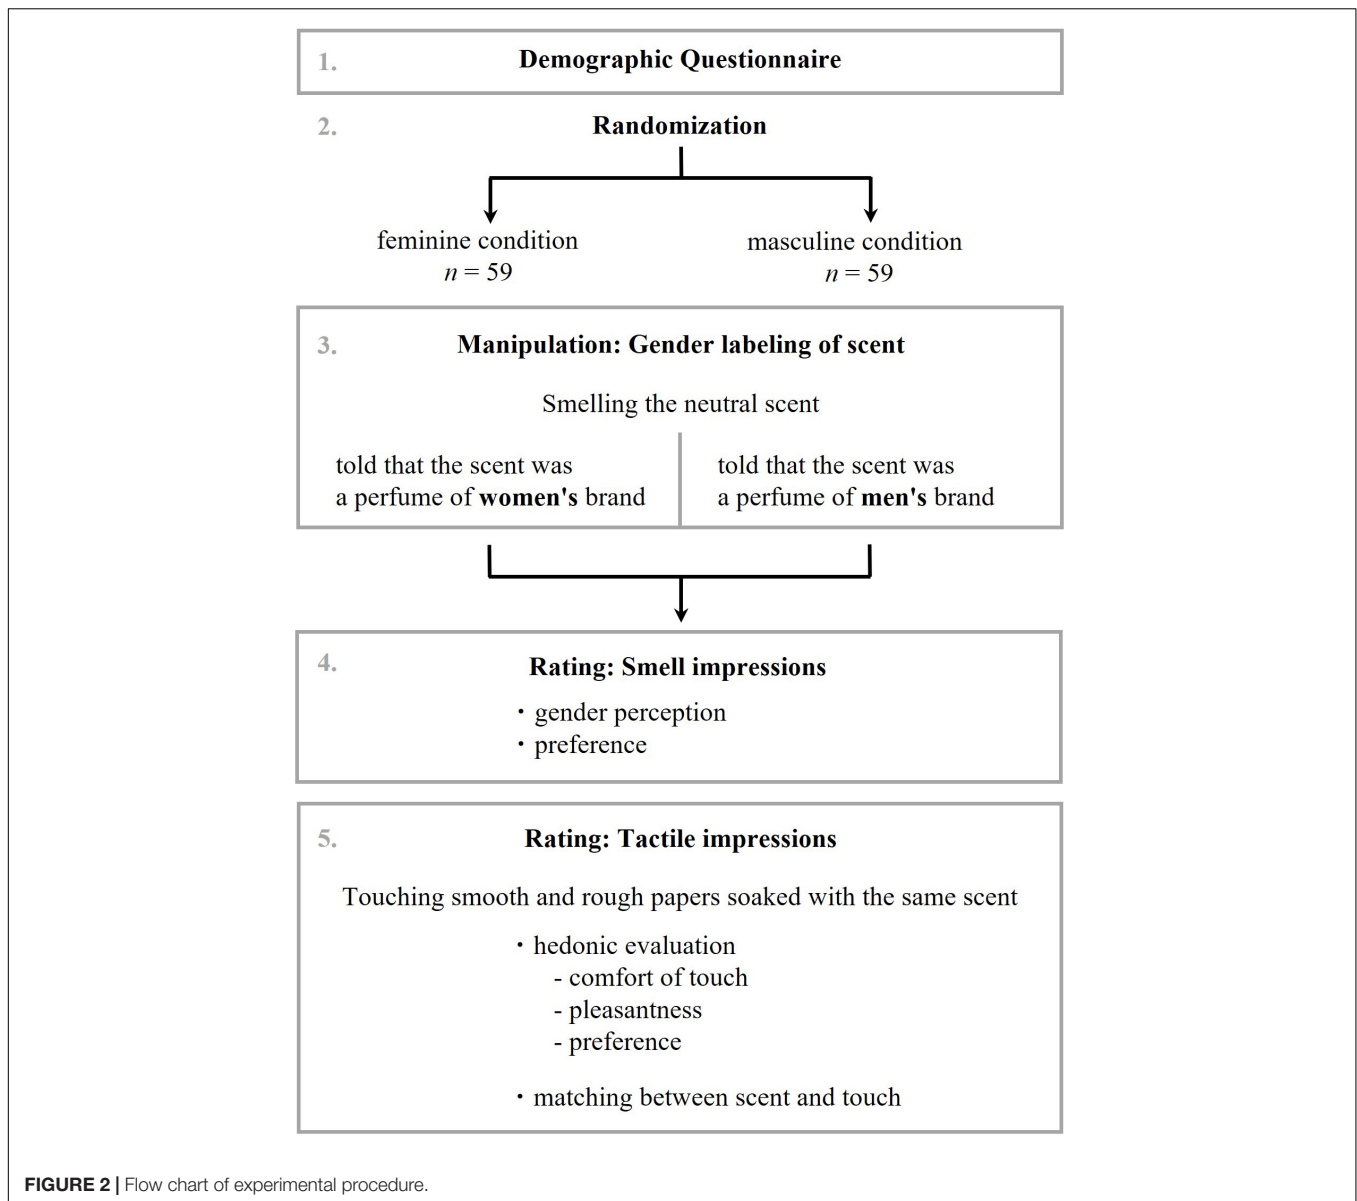 1.
Demographic Questionnaire
2.
Randomization
feminine condition
n = 59
masculine condition
n = 59
3.
Manipulation: Gender labeling of scent
Smelling the neutral scent
told that the scent was
a perfume of women's brand
told that the scent was
a perfume of men's brand
4.
Rating: Smell impressions
・gender perception
・preference
5.
Rating: Tactile impressions
Touching smooth and rough papers soaked with the same scent
・hedonic evaluation
- comfort of touch
- pleasantness
- preference
・matching between scent and touch
FIGURE 2 | Flow chart of experimental procedure.